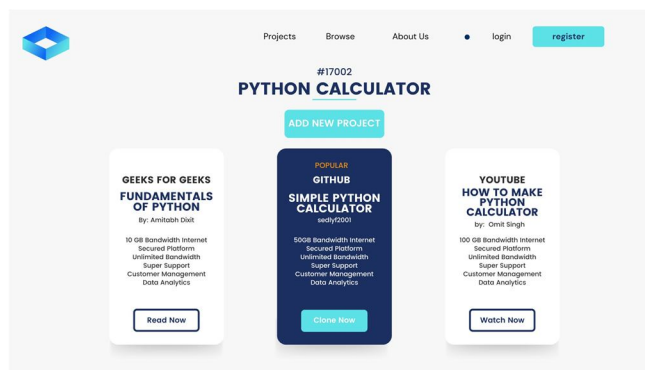 Projects Browse About Us login register
#17002
PYTHON CALCULATOR
ADD NEW PROJECT
GEEKS FOR GEEKS
FUNDAMENTALS
OF PYTHON
By: Amitabh Dixit
10 GB Bandwidth Internet
Secured Platform
Unlimited Bandwidth
Super Support
Customer Management
Data Analytics
Read Now
POPULAR
GITHUB
SIMPLE PYTHON
CALCULATOR
sedlyf2001
50GB Bandwidth Internet
Secured Platform
Unlimited Bandwidth
Super Support
Customer Management
Data Analytics
Clone Now
YOUTUBE
HOW TO MAKE
PYTHON
CALCULATOR
by: Omit Singh
100 GB Bandwidth Internet
Secured Platform
Unlimited Bandwidth
Super Support
Customer Management
Data Analytics
Watch Now